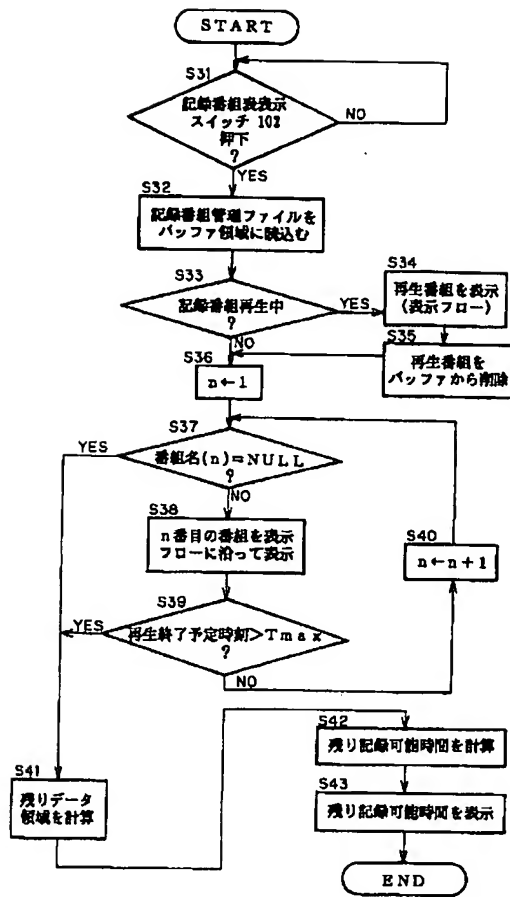 START
S31
記録番組表表示
スイッチ 102
押下
?
NO
YES
S32
記録番組管理ファイルを
バッファ領域に読込む
S33
記録番組再生中
?
YES
NO
S34
再生番組を表示
(表示フロー)
S35
再生番組を
バッファから削除
S36
n←1
S37
YES
番組名(n)=NULL
?
NO
S38
n番目の番組を表示
フローに沿って表示
S39
YES
再生終了予定時刻>Tmax
?
NO
S40
n←n+1
S41
残りデータ
領域を計算
S42
残り記録可能時間を計算
S43
残り記録可能時間を表示
END